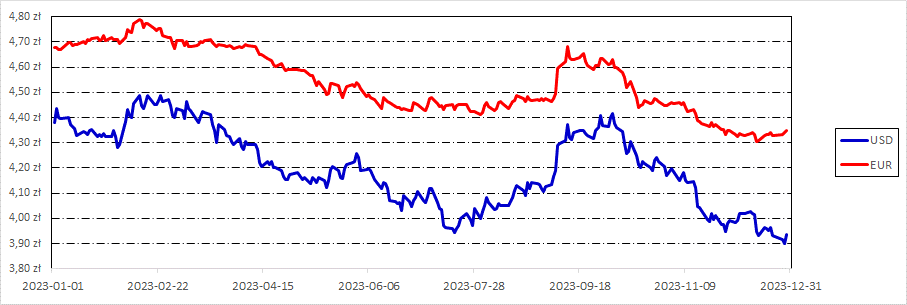 4,80 zł
4,70 zł
4,60 zł
4,50 zł
4,40 zł
4,30 zł
4,20 zł
4,10 zł
4,00 zł
3,90 zł
3,80 zł
2023-01-01 2023-02-22 2023-04-15 2023-06-06 2023-07-28 2023-09-18 2023-11-09 2023-12-31
USD
EUR